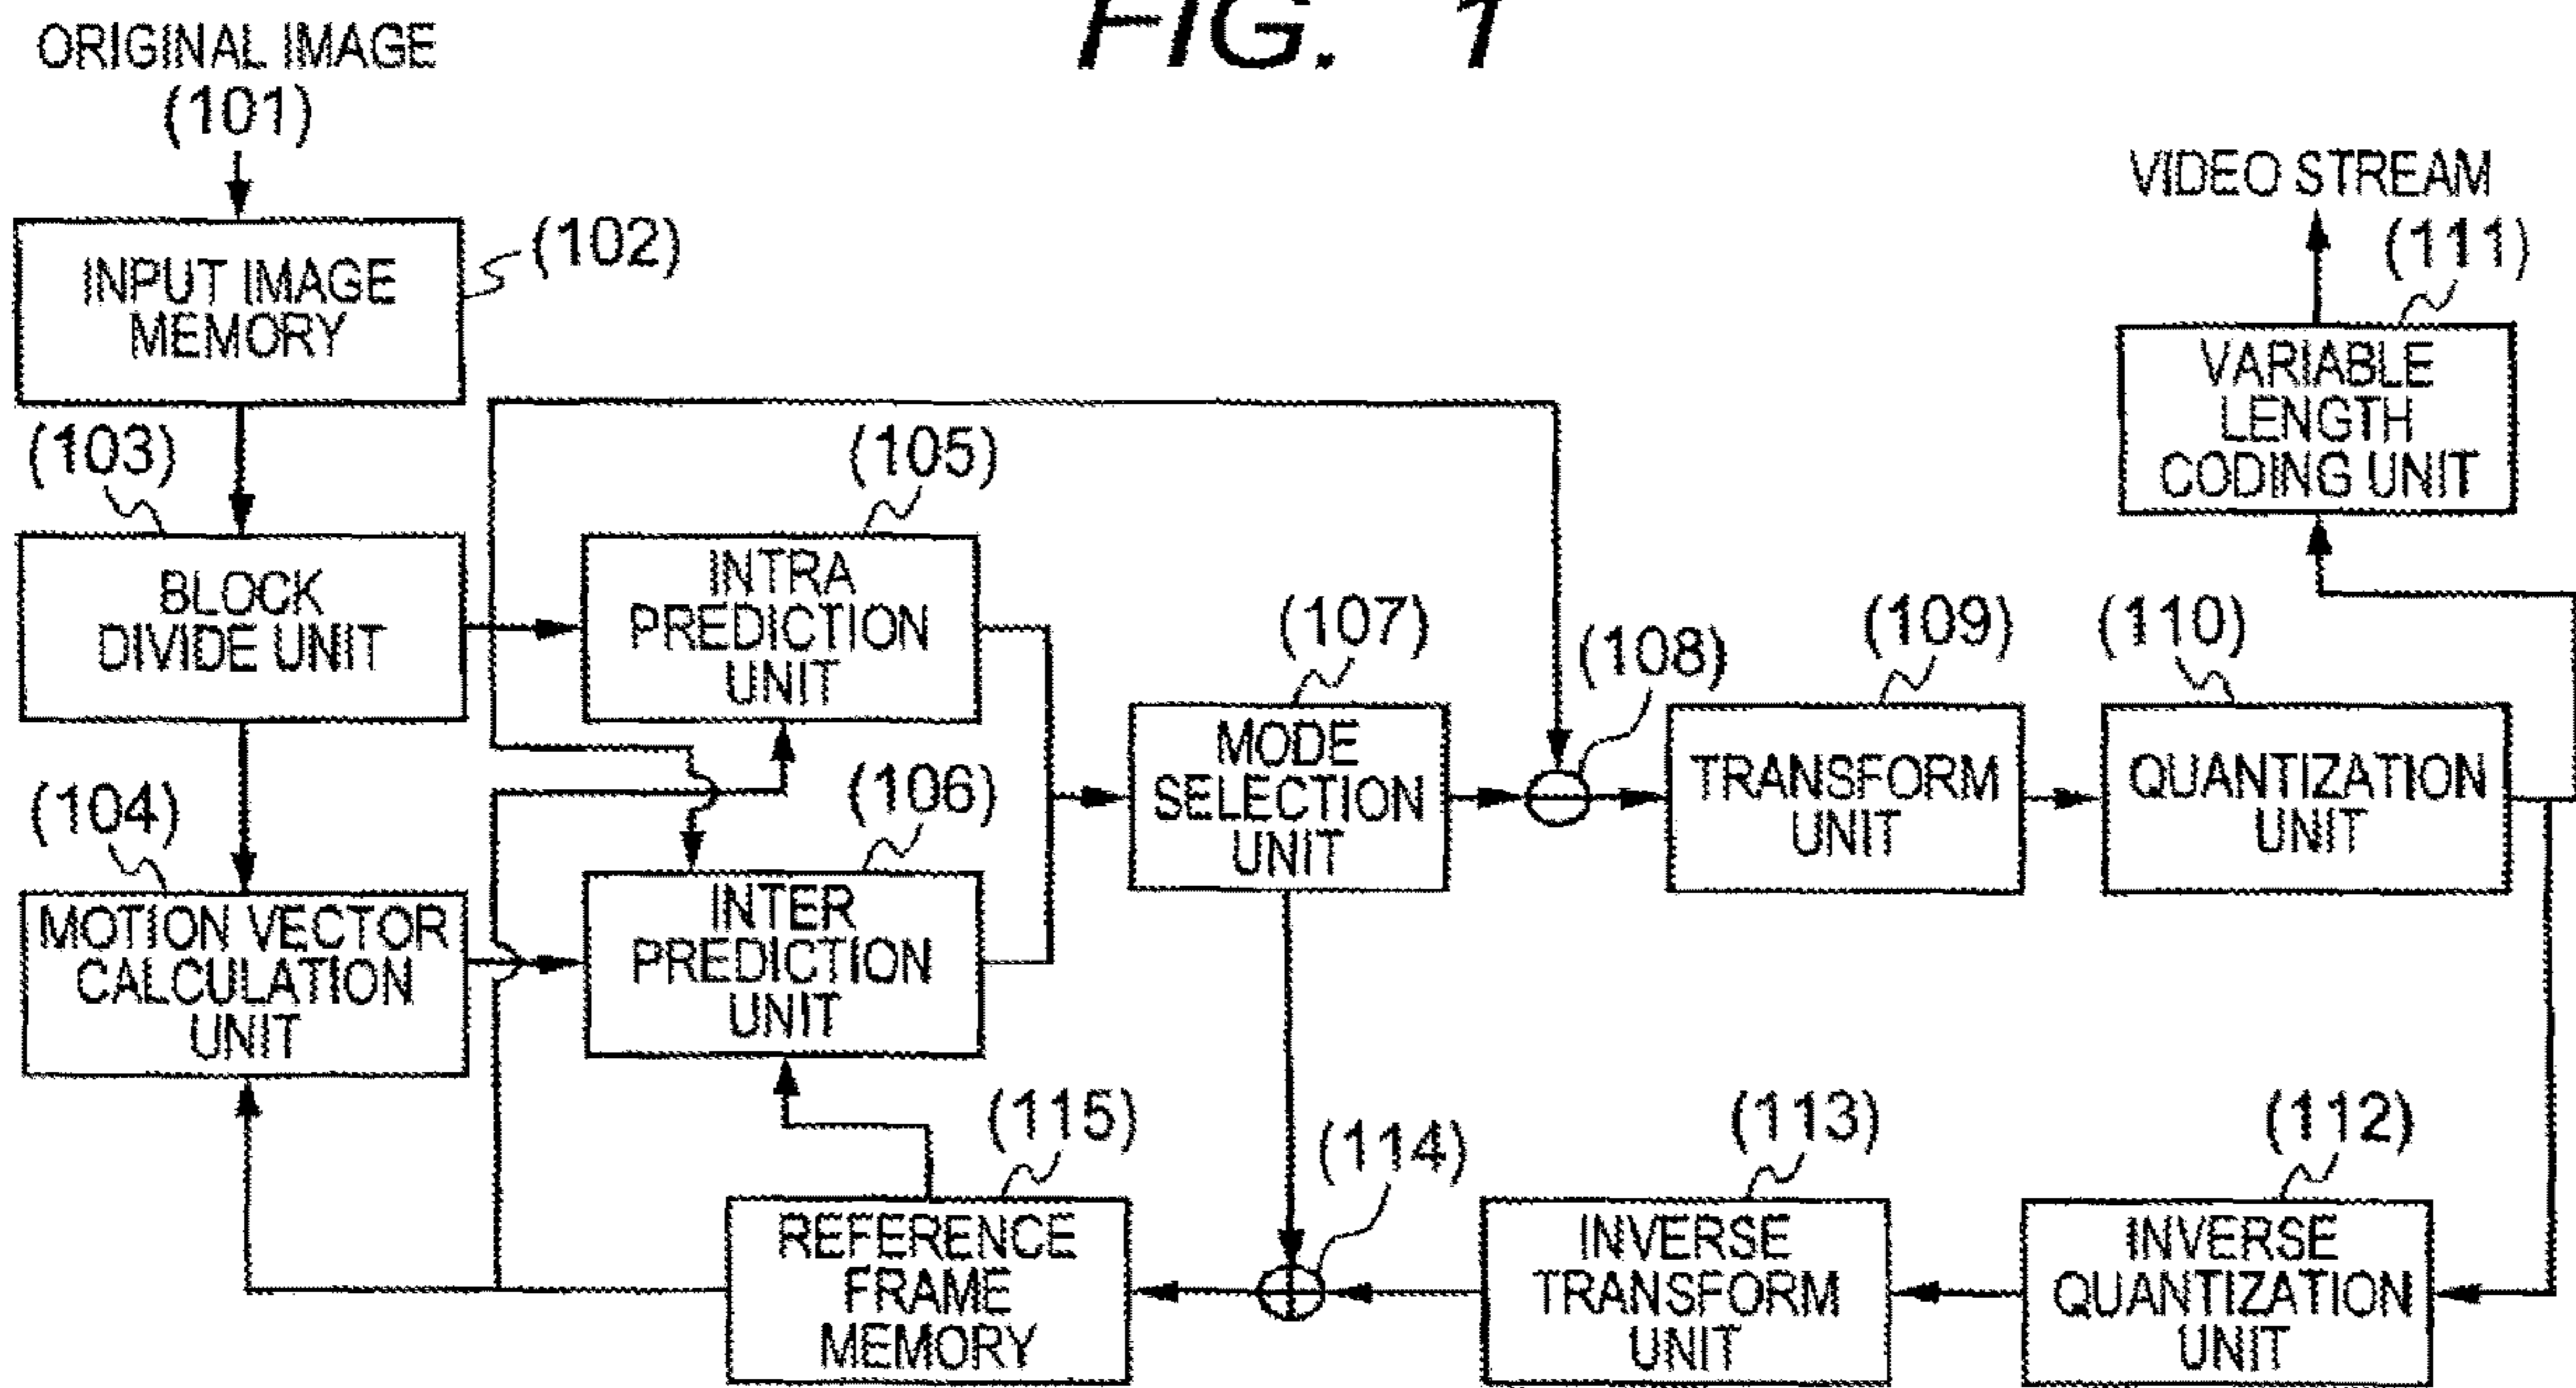 FIG. 1
ORIGINAL IMAGE
(101)
INPUT IMAGE
MEMORY
(102)
VIDEO STREAM
(111)
VARIABLE
LENGTH
CODING UNIT
(103)
BLOCK
DIVIDE UNIT
(105)
INTRA
PREDICTION
UNIT
(104)
MOTION VECTOR
CALCULATION
UNIT
(106)
INTER
PREDICTION
UNIT
(107)
MODE
SELECTION
UNIT
(108)
(109)
TRANSFORM
UNIT
(110)
QUANTIZATION
UNIT
(115)
REFERENCE
FRAME
MEMORY
(114)
(113)
INVERSE
TRANSFORM
UNIT
(112)
INVERSE
QUANTIZATION
UNIT